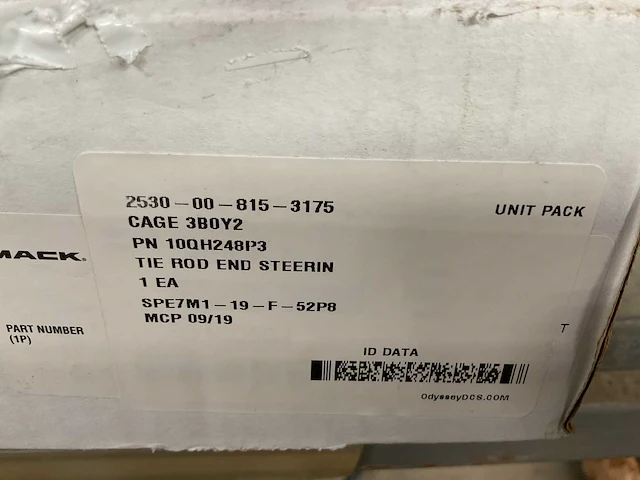 2530-00-815-3175
UNIT PACK
CAGE 3B0Y2
PN 10QH248P3
TIE ROD END STEERIN
1 EA
SPE7M1-19-F-52P8
MCP 09/19
T
ID DATA
OdysseyDCS.COM
MACK®
PART NUMBER
(1P)